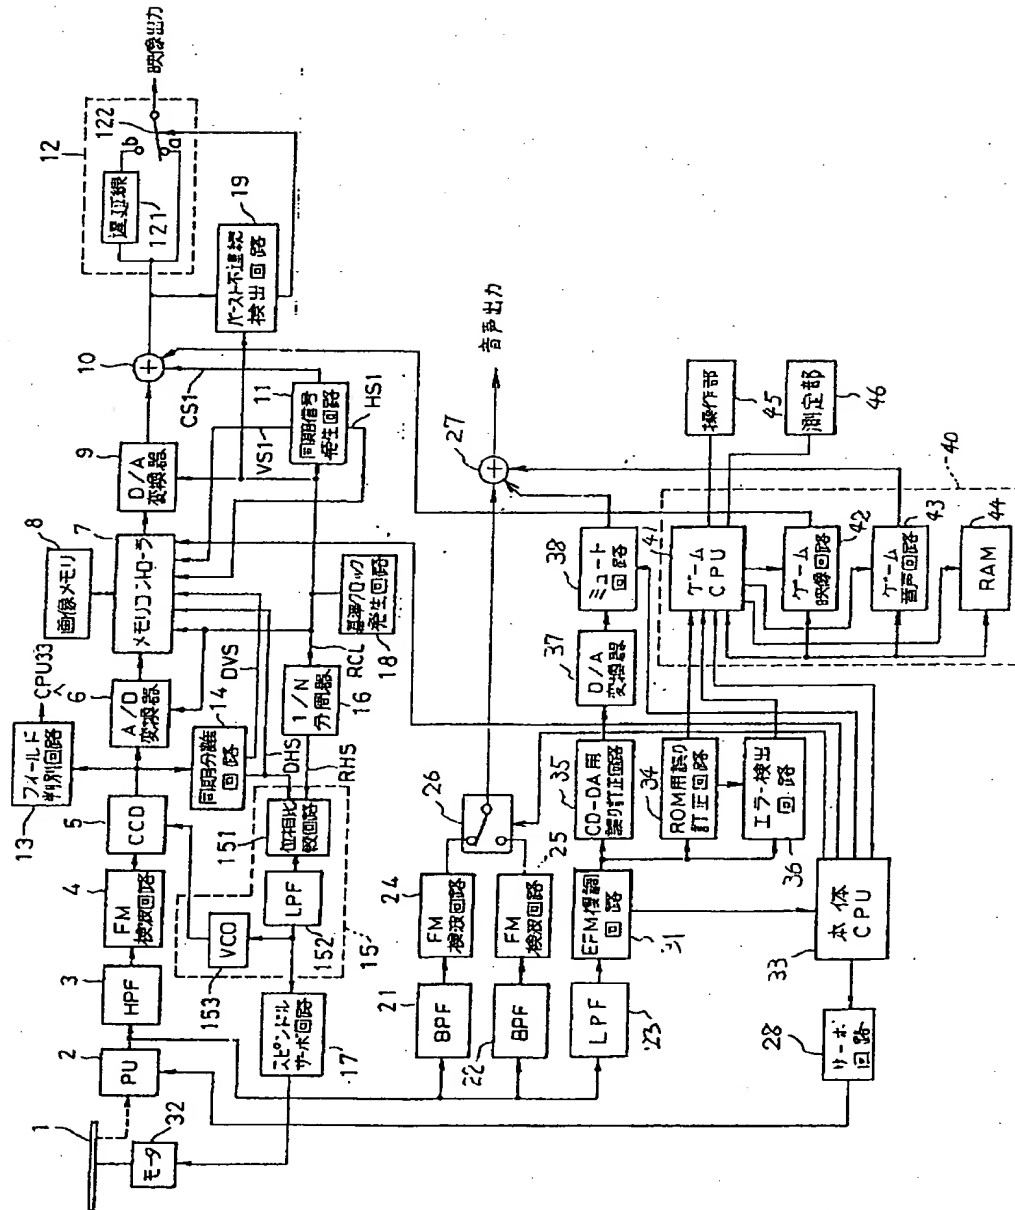 1
2
PU
32
モータ
3
HPF
4
FM
検波回路
5
CCD
13
フィールド
判別回路
CPU33へ
6
A/D
変換器
7
メモリコントローラ
8
画像メモリ
9
D/A
変換器
10
CS1
12
遅延線
121
b
a
122
映像出力
19
バースト不連続
検出回路
11
同期信号
発生回路
VS1
HS1
14
同期分離
回路
DVS
DHS
RHS
RCL
16
1/N
分周器
18
基準クロック
発生回路
15
151
位相比
較回路
152
LPF
153
VCO
17
スピンドル
サーボ回路
21
BPF
22
BPF
23
LPF
24
FM
検波回路
25
FM
検波回路
26
27
音声出力
31
EFM復調
回路
35
CD-DA用
誤り訂正回路
34
ROM用誤り
訂正回路
36
エラー検出
回路
37
D/A
変換器
38
ミュート
回路
33
本体
CPU
28
サーボ
回路
40
41
ゲーム
CPU
42
ゲーム
映像回路
43
ゲーム
音声回路
44
RAM
45
操作部
46
測定部